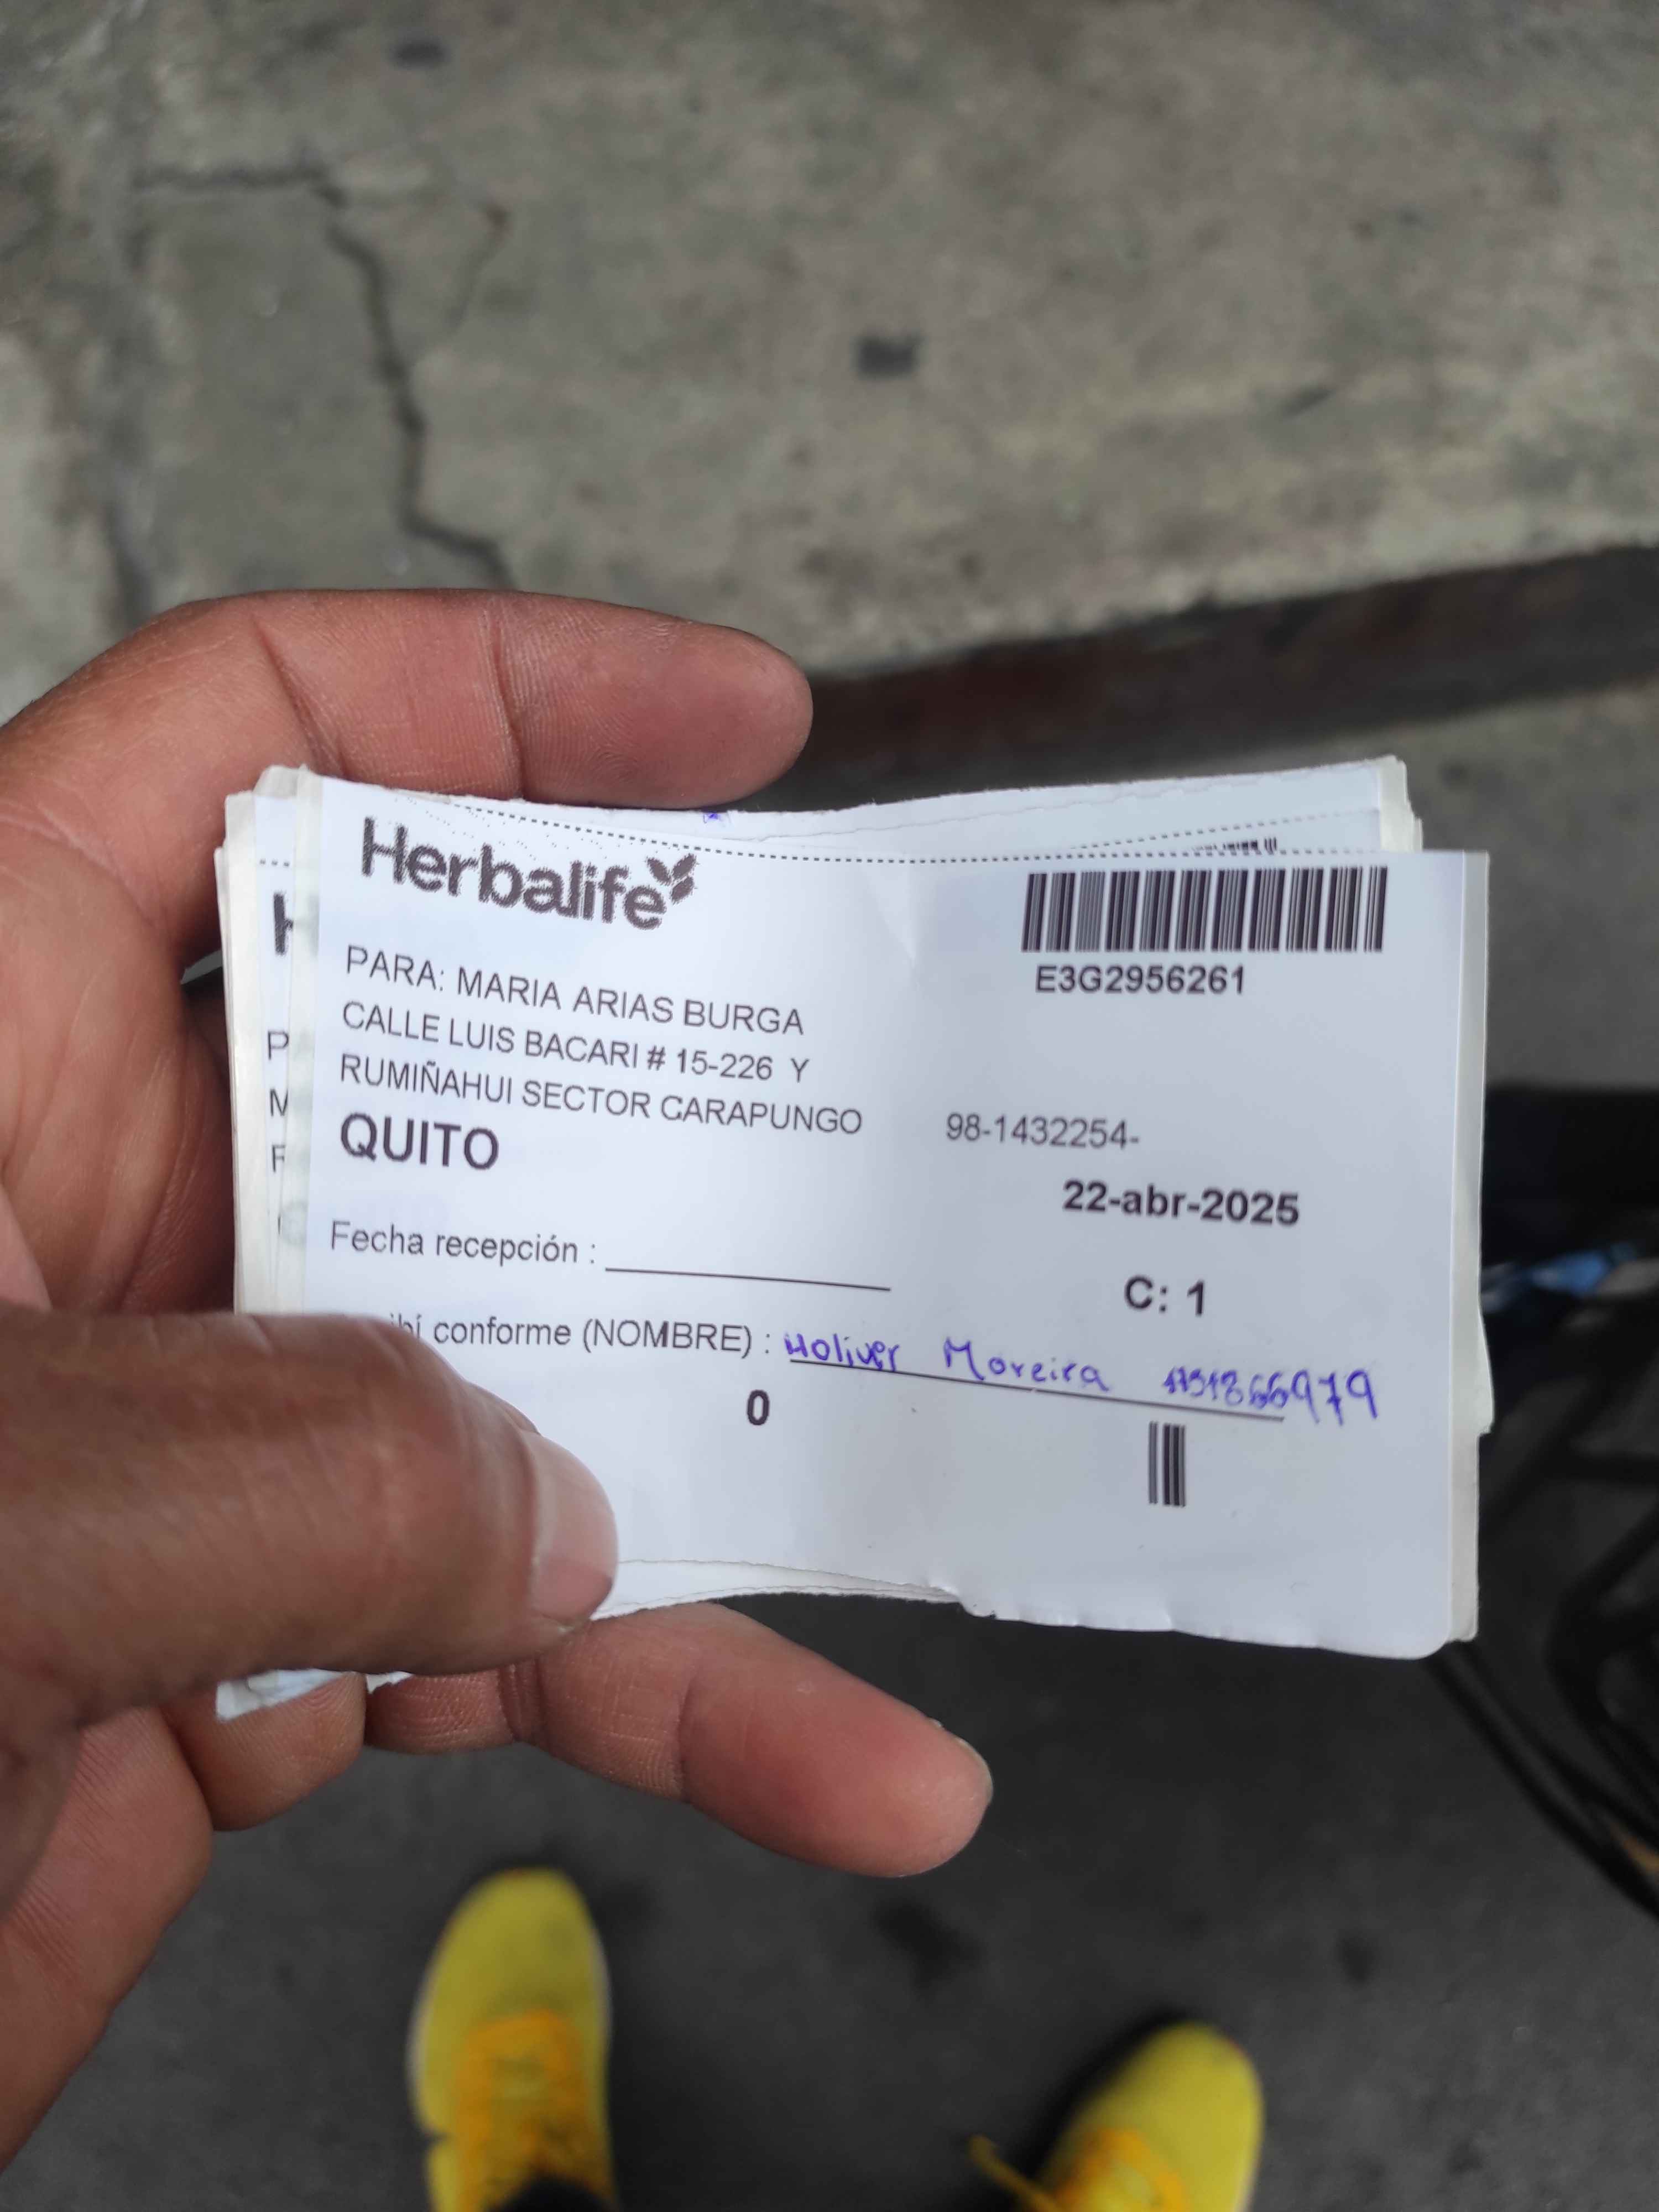 Herbalife
E3G2956261
PARA: MARIA ARIAS BURGA
CALLE LUIS BACARI # 15-226 Y
RUMIÑAHUI SECTOR CARAPUNGO
98-1432254-
QUITO
22-abr-2025
Fecha recepción :
C: 1
conforme (NOMBRE) : Holiver Moreira
0